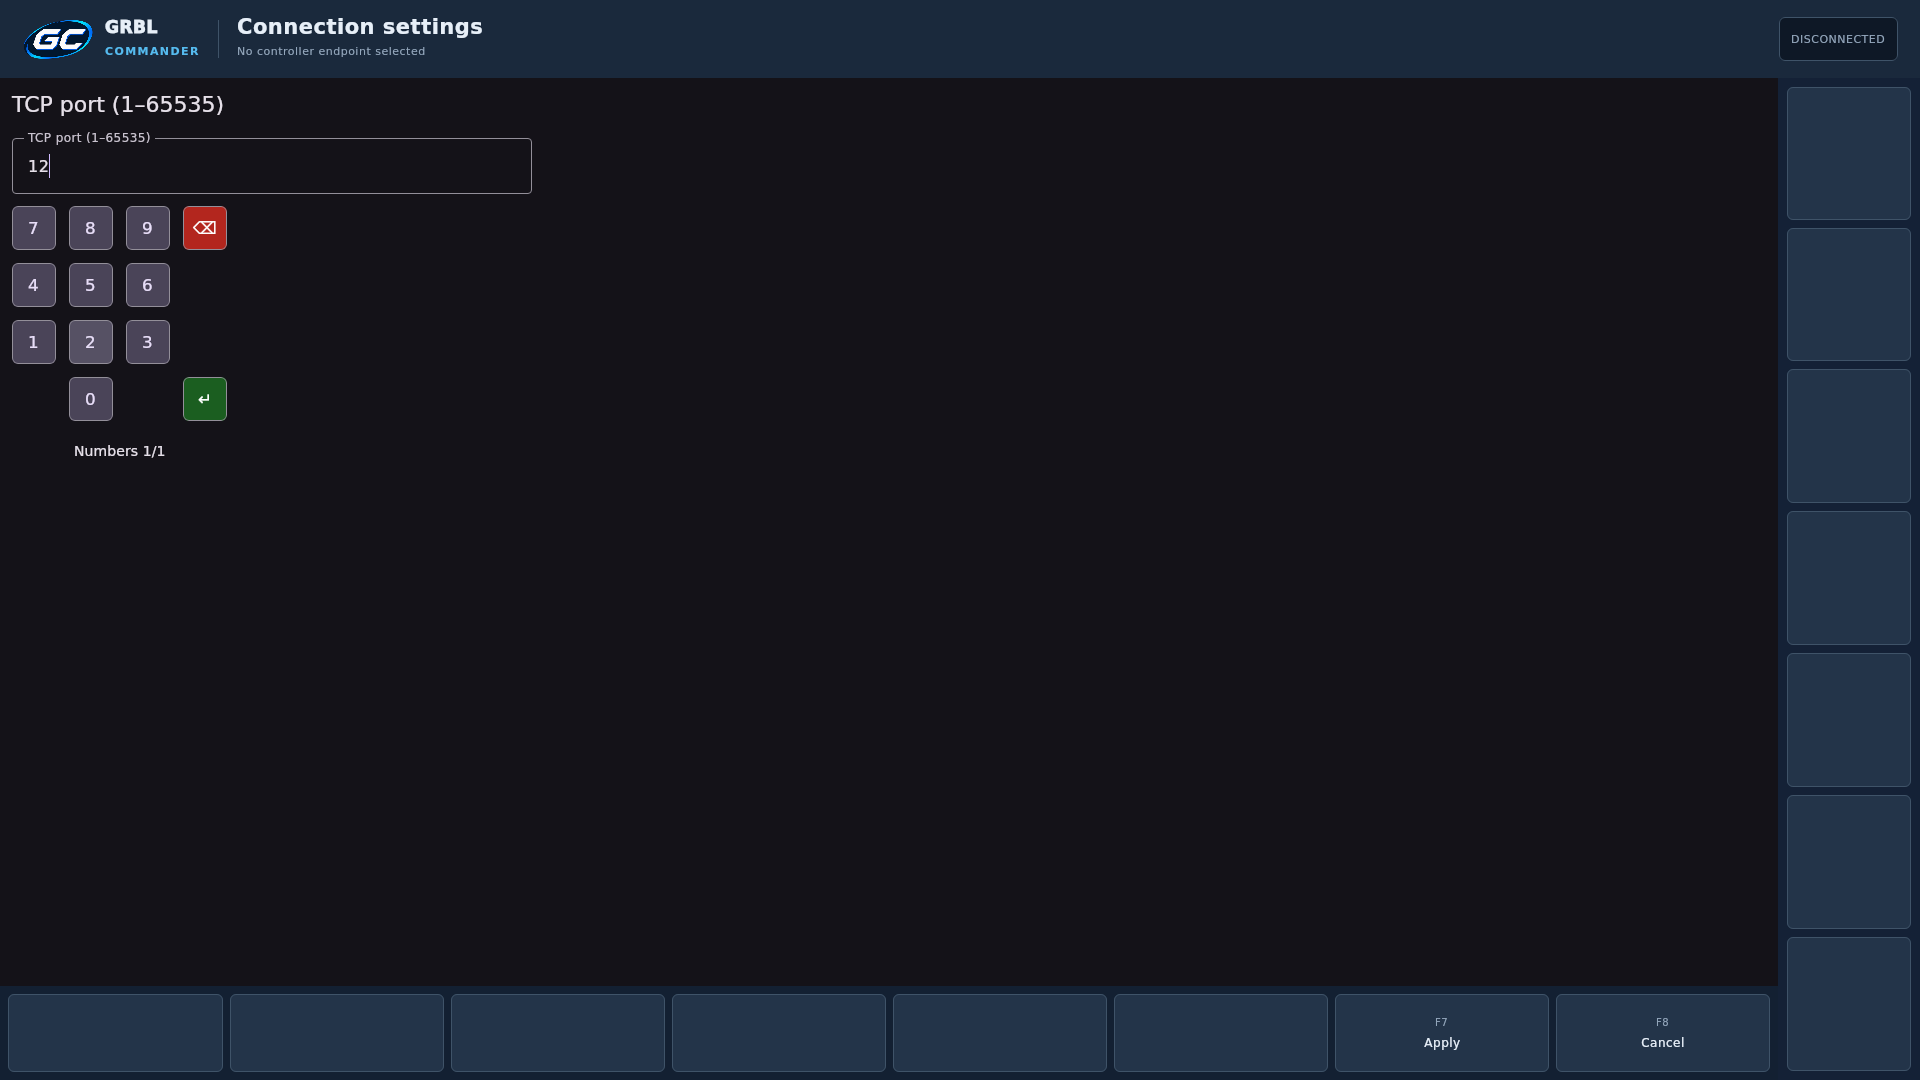 GC
GRBL
COMMANDER
Connection settings
No controller endpoint selected
DISCONNECTED
TCP port (1–65535)
TCP port (1–65535)
12
7 8 9 ⌫
4 5 6
1 2 3
0 ↵
Numbers 1/1
F7
Apply
F8
Cancel